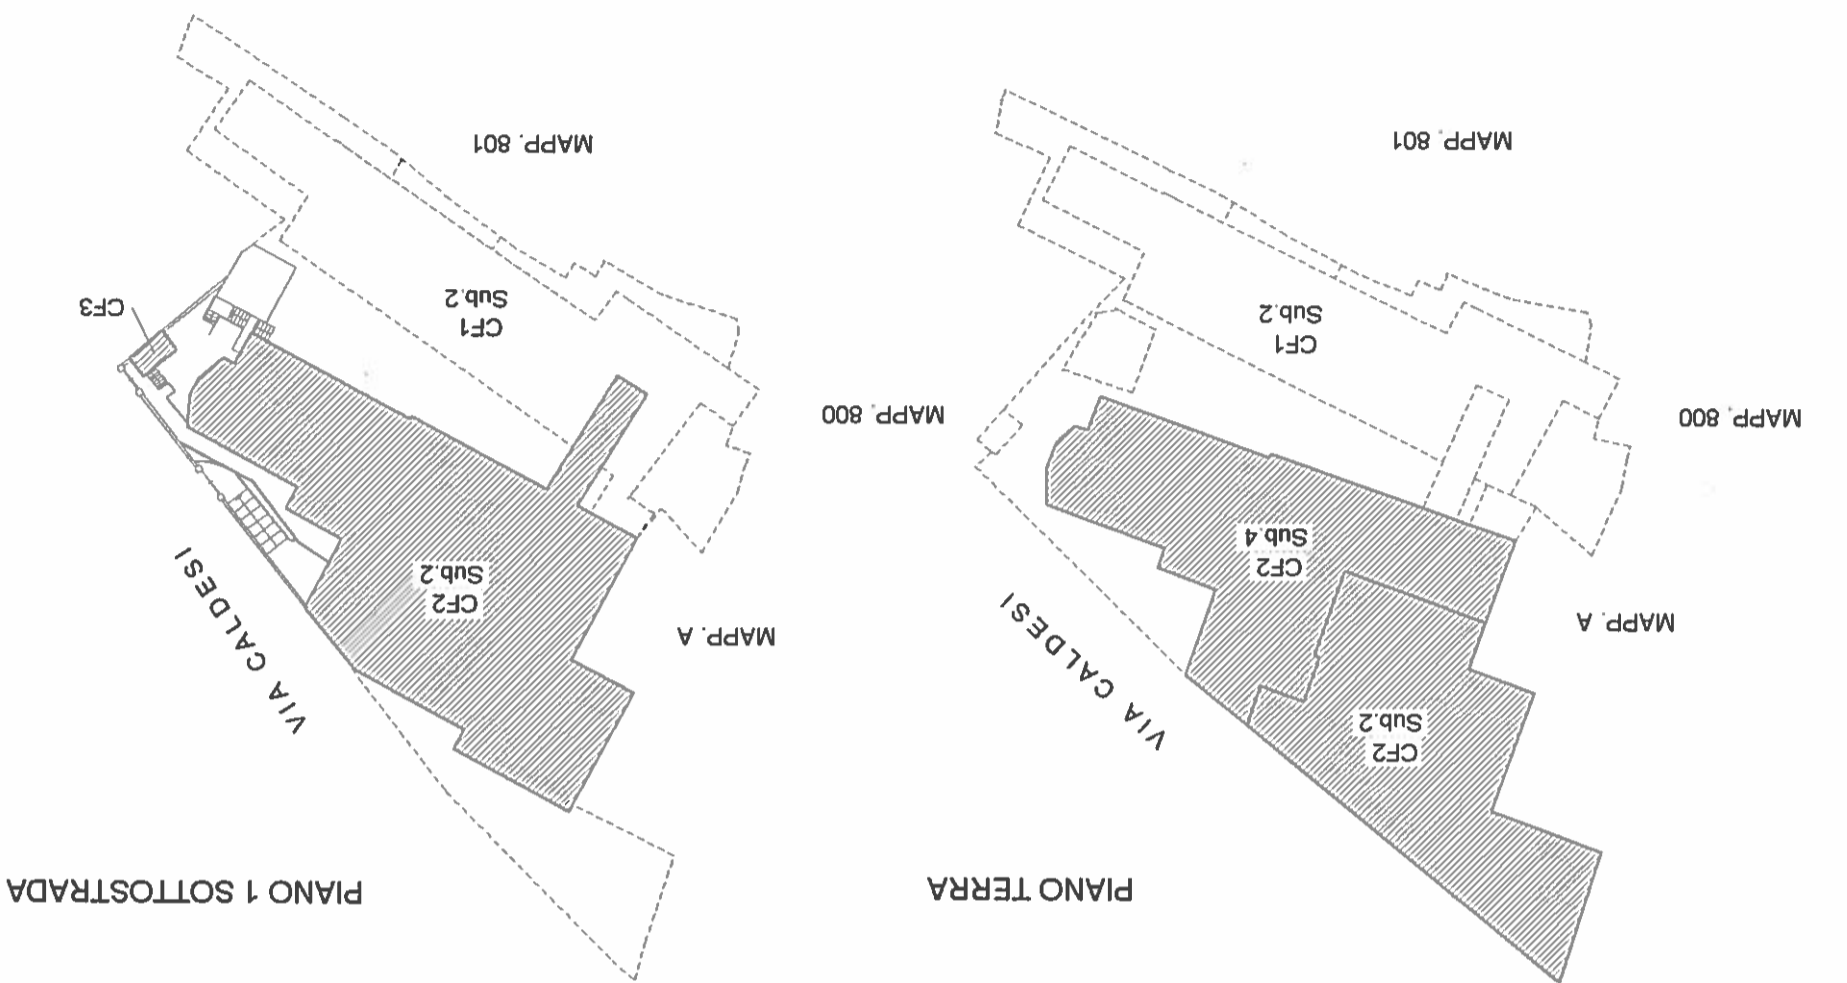 PIANO TERRA
CF2
Sub.2
VIA CALDESI
MAPP. A
CF2
Sub.4
MAPP. 800
CF1
Sub.2
MAPP. 801
PIANO 1 SOTTOSTRADA
VIA CALDESI
MAPP. A
CF2
Sub.2
MAPP. 800
CF1
Sub.2
CF3
MAPP. 801